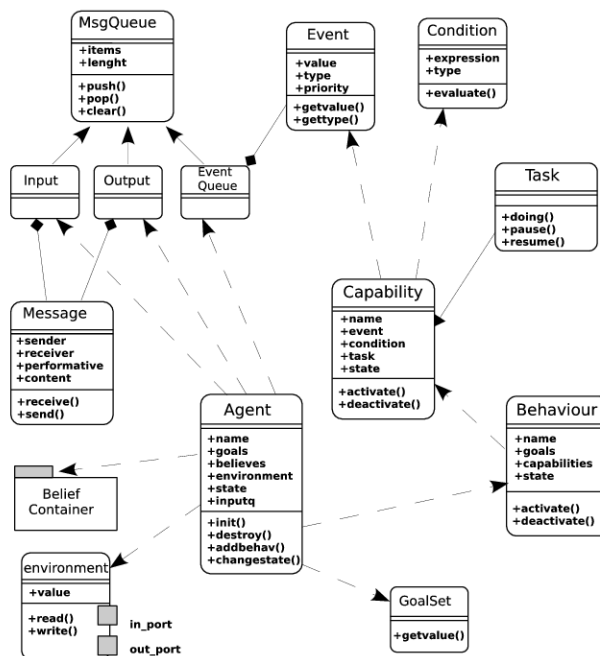 MsgQueue
+items
+lenght
+push()
+pop()
+clear()
Event
+value
+type
+priority
+getvalue()
+gettype()
Condition
+expression
+type
+evaluate()
Input
Output
Event
Queue
Task
+doing()
+pause()
+resume()
Message
+sender
+receiver
+performative
+content
+receive()
+send()
Capability
+name
+event
+condition
+task
+state
+activate()
+deactivate()
Agent
+name
+goals
+believes
+environment
+state
+inputq
+init()
+destroy()
+addbehav()
+changestate()
Behaviour
+name
+goals
+capabilities
+state
+activate()
+deactivate()
Belief
Container
environment
+value
+read()
+write()
in_port
out_port
GoalSet
+getvalue()